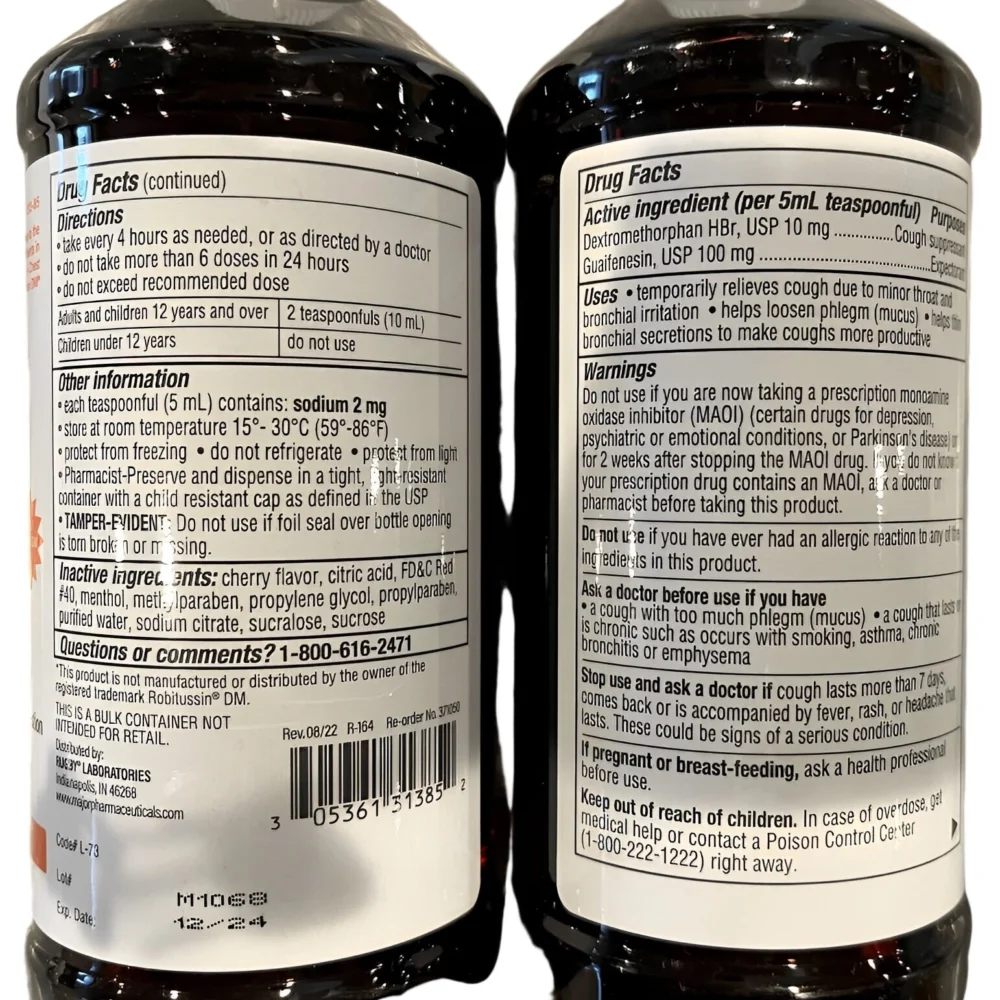 Drug Facts (continued)
Directions
• take every 4 hours as needed, or as directed by a doctor
• do not take more than 6 doses in 24 hours
• do not exceed recommended dose
Adults and children 12 years and over 2 teaspoonfuls (10 mL)
Children under 12 years do not use
Other information
• each teaspoonful (5 mL) contains: sodium 2 mg
• store at room temperature 15°- 30°C (59°-86°F)
• protect from freezing • do not refrigerate • protect from light
• Pharmacist-Preserve and dispense in a tight, light-resistant
container with a child resistant cap as defined in the USP
• TAMPER-EVIDENT: Do not use if foil seal over bottle opening
is torn broken or missing.
Inactive ingredients: cherry flavor, citric acid, FD&C Red
#40, menthol, methylparaben, propylene glycol, propylparaben,
purified water, sodium citrate, sucralose, sucrose
Questions or comments? 1-800-616-2471
*This product is not manufactured or distributed by the owner of the
registered trademark Robitussin® DM.
THIS IS A BULK CONTAINER NOT
INTENDED FOR RETAIL.
Distributed by:
RUGBY® LABORATORIES
Indianapolis, IN 46268
www.majorpharmaceuticals.com
Rev.08/22 R-164 Re-order No. 371050
3 05361 31385 2
Code# L-73
Lot#
M1068
Exp. Date:
12/24
Drug Facts
Active ingredient (per 5mL teaspoonful) Purposes
Dextromethorphan HBr, USP 10 mg ..............Cough suppressant
Guaifenesin, USP 100 mg ........................................Expectorant
Uses • temporarily relieves cough due to minor throat and
bronchial irritation • helps loosen phlegm (mucus) • helps thin
bronchial secretions to make coughs more productive
Warnings
Do not use if you are now taking a prescription monoamine
oxidase inhibitor (MAOI) (certain drugs for depression,
psychiatric or emotional conditions, or Parkinson's disease) or
for 2 weeks after stopping the MAOI drug. If you do not know
your prescription drug contains an MAOI, ask a doctor or
pharmacist before taking this product.
Do not use if you have ever had an allergic reaction to any of the
ingredients in this product.
Ask a doctor before use if you have
• a cough with too much phlegm (mucus) • a cough that lasts or
is chronic such as occurs with smoking, asthma, chronic
bronchitis or emphysema
Stop use and ask a doctor if cough lasts more than 7 days,
comes back or is accompanied by fever, rash, or headache that
lasts. These could be signs of a serious condition.
If pregnant or breast-feeding, ask a health professional
before use.
Keep out of reach of children. In case of overdose, get
medical help or contact a Poison Control Center
(1-800-222-1222) right away.